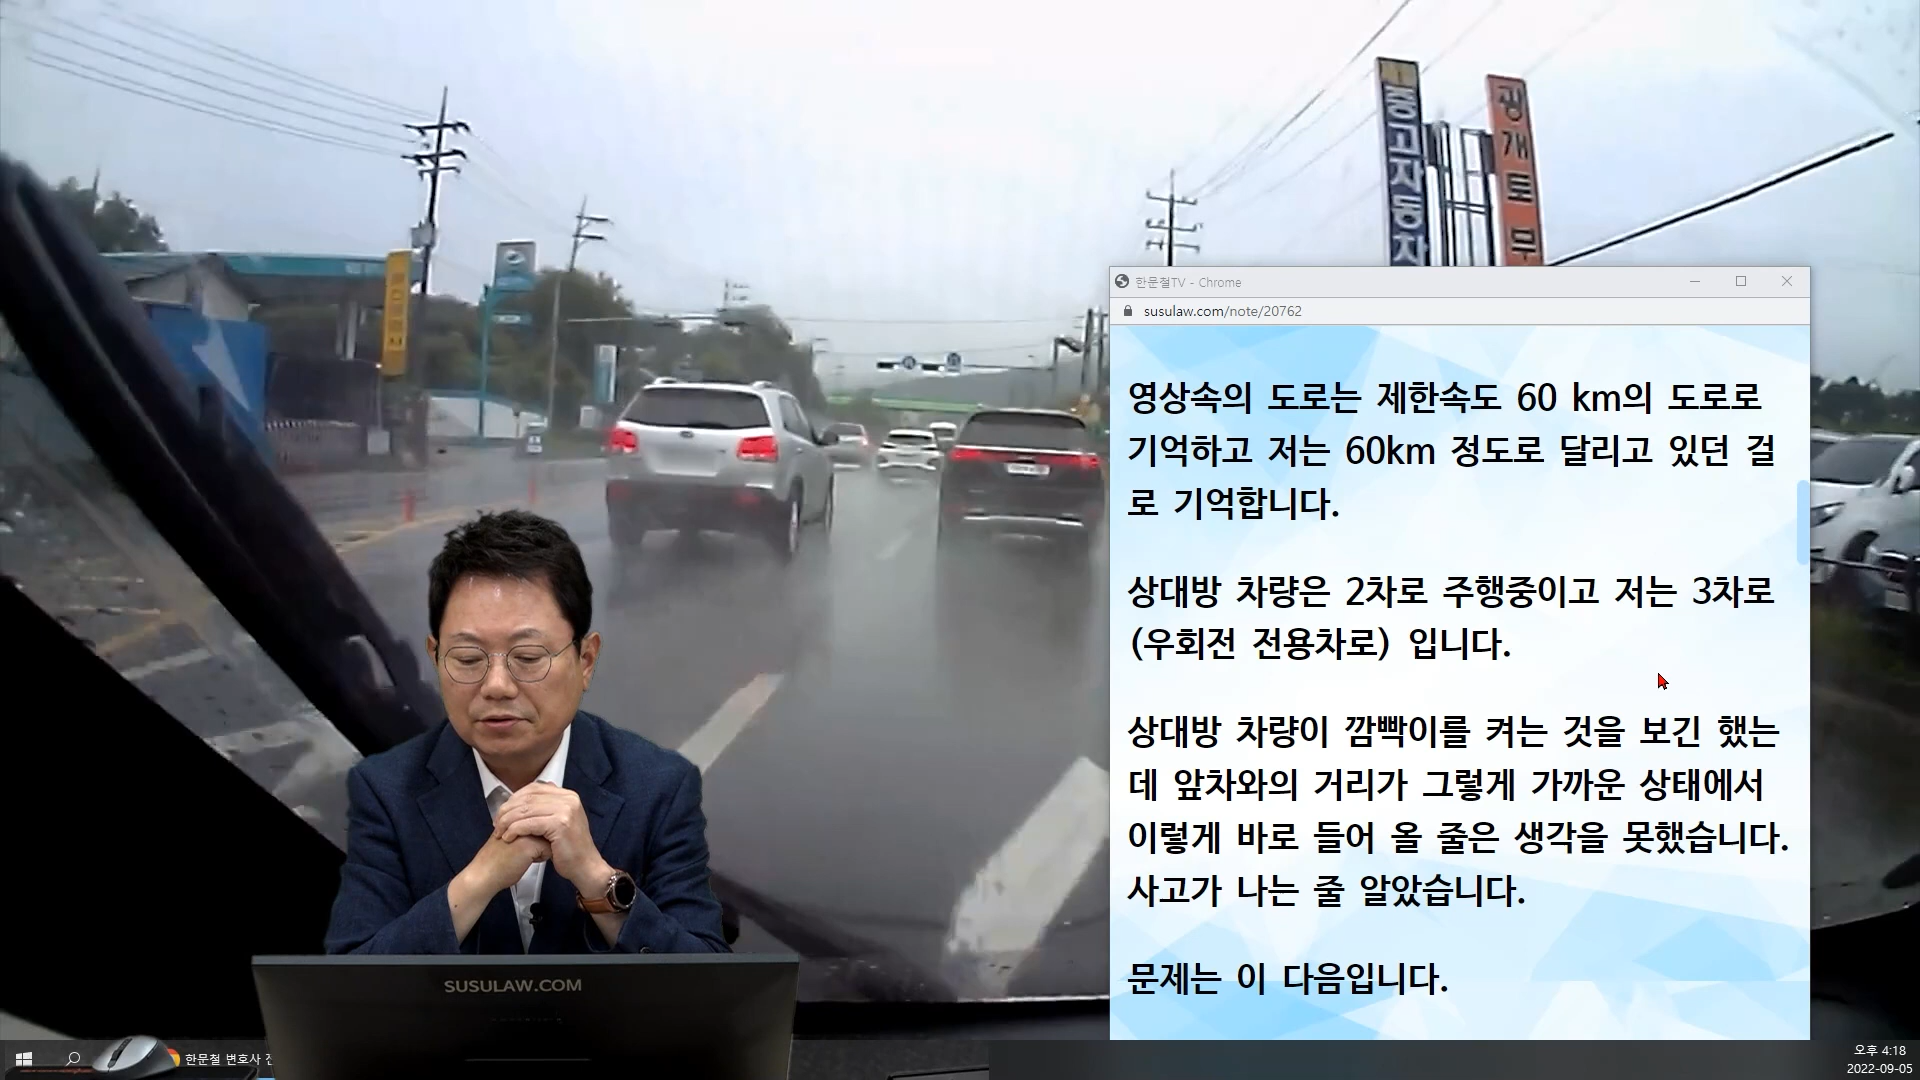 중고자동차
광개토부
한문철TV - Chrome
susulaw.com/note/20762
영상속의 도로는 제한속도 60 km의 도로로
기억하고 저는 60km 정도로 달리고 있던 걸
로 기억합니다.
상대방 차량은 2차로 주행중이고 저는 3차로
(우회전 전용차로) 입니다.
상대방 차량이 깜빡이를 켜는 것을 보긴 했는
데 앞차와의 거리가 그렇게 가까운 상태에서
이렇게 바로 들어 올 줄은 생각을 못했습니다.
사고가 나는 줄 알았습니다.
문제는 이 다음입니다.
SUSULAW.COM
한문철 변호사
오후 4:18
2022-09-05